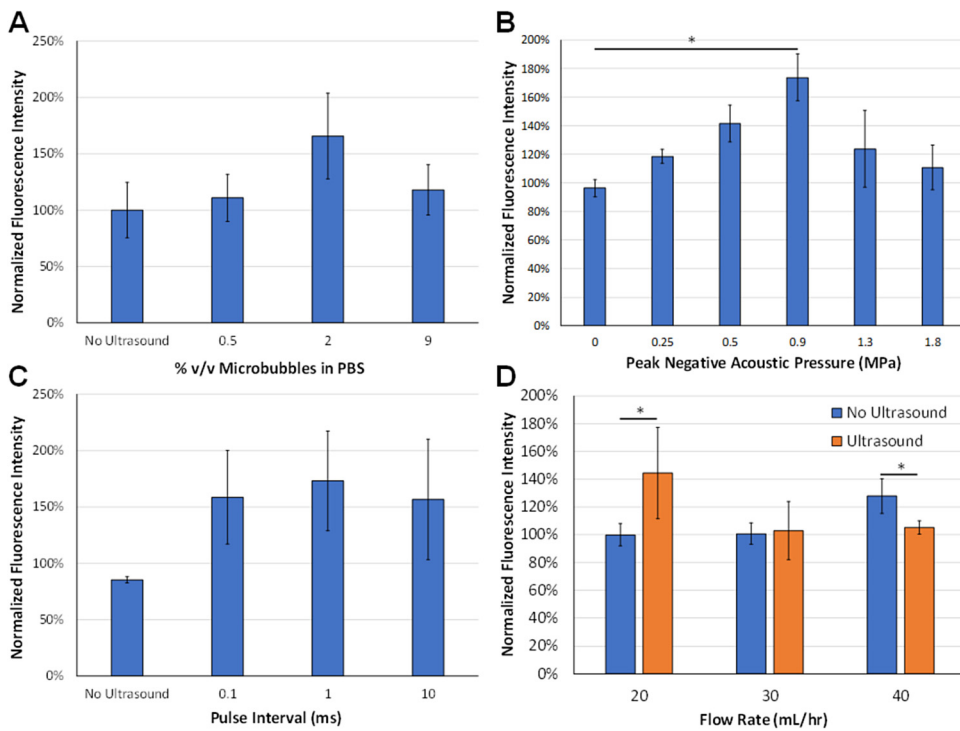 A
Normalized Fluorescence Intensity
250%
200%
150%
100%
50%
0%
No Ultrasound 0.5 2 9
% v/v Microbubbles in PBS
B
Normalized Fluorescence Intensity
200%
180%
160%
140%
120%
100%
80%
60%
40%
20%
0%
*
0 0.25 0.5 0.9 1.3 1.8
Peak Negative Acoustic Pressure (MPa)
C
Normalized Fluorescence Intensity
250%
200%
150%
100%
50%
0%
No Ultrasound 0.1 1 10
Pulse Interval (ms)
D
Normalized Fluorescence Intensity
200%
180%
160%
140%
120%
100%
80%
60%
40%
20%
0%
No Ultrasound
Ultrasound
*
*
20 30 40
Flow Rate (mL/hr)